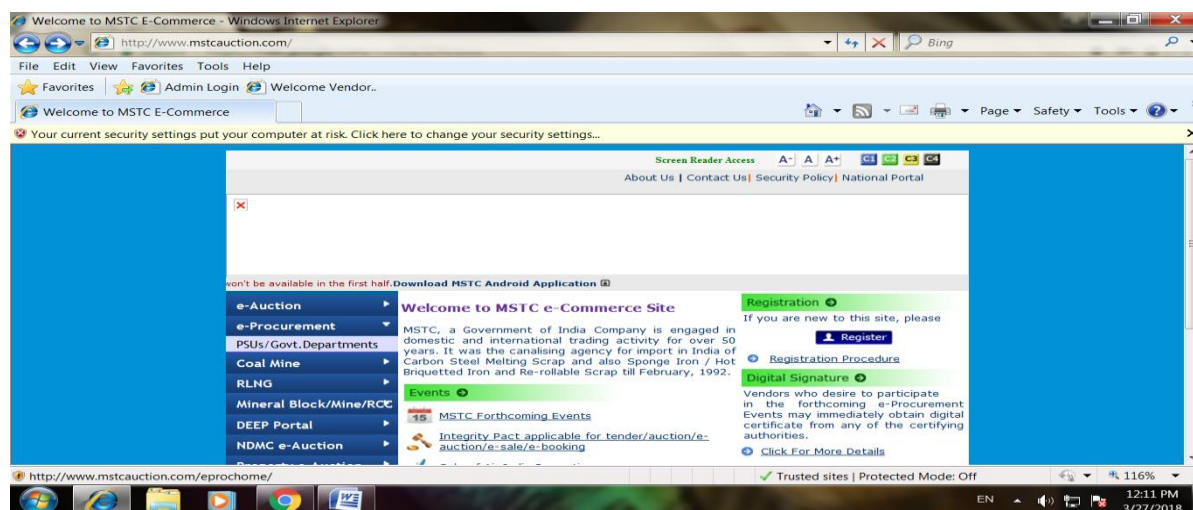 Welcome to MSTC E-Commerce - Windows Internet Explorer
http://www.mstcauction.com/
Bing
File Edit View Favorites Tools Help
Favorites Admin Login Welcome Vendor..
Welcome to MSTC E-Commerce
Page Safety Tools
Your current security settings put your computer at risk. Click here to change your security settings...
Screen Reader Access A- A A+ C1 C2 C3 C4
About Us | Contact Us| Security Policy| National Portal
won't be available in the first half.Download MSTC Android Application
e-Auction
e-Procurement
PSUs/Govt.Departments
Coal Mine
RLNG
Mineral Block/Mine/RCC
DEEP Portal
NDMC e-Auction
Welcome to MSTC e-Commerce Site
MSTC, a Government of India Company is engaged in
domestic and international trading activity for over 50
years. It was the canalising agency for import in India of
Carbon Steel Melting Scrap and also Sponge Iron / Hot
Briquetted Iron and Re-rollable Scrap till February, 1992.
Events
15 MSTC Forthcoming Events
Integrity Pact applicable for tender/auction/e-
auction/e-sale/e-booking
Registration
If you are new to this site, please
Register
Registration Procedure
Digital Signature
Vendors who desire to participate
in the forthcoming e-Procurement
Events may immediately obtain digital
certificate from any of the certifying
authorities.
Click For More Details
http://www.mstcauction.com/eprochome/
Trusted sites | Protected Mode: Off
116%
EN
12:11 PM
3/27/2018